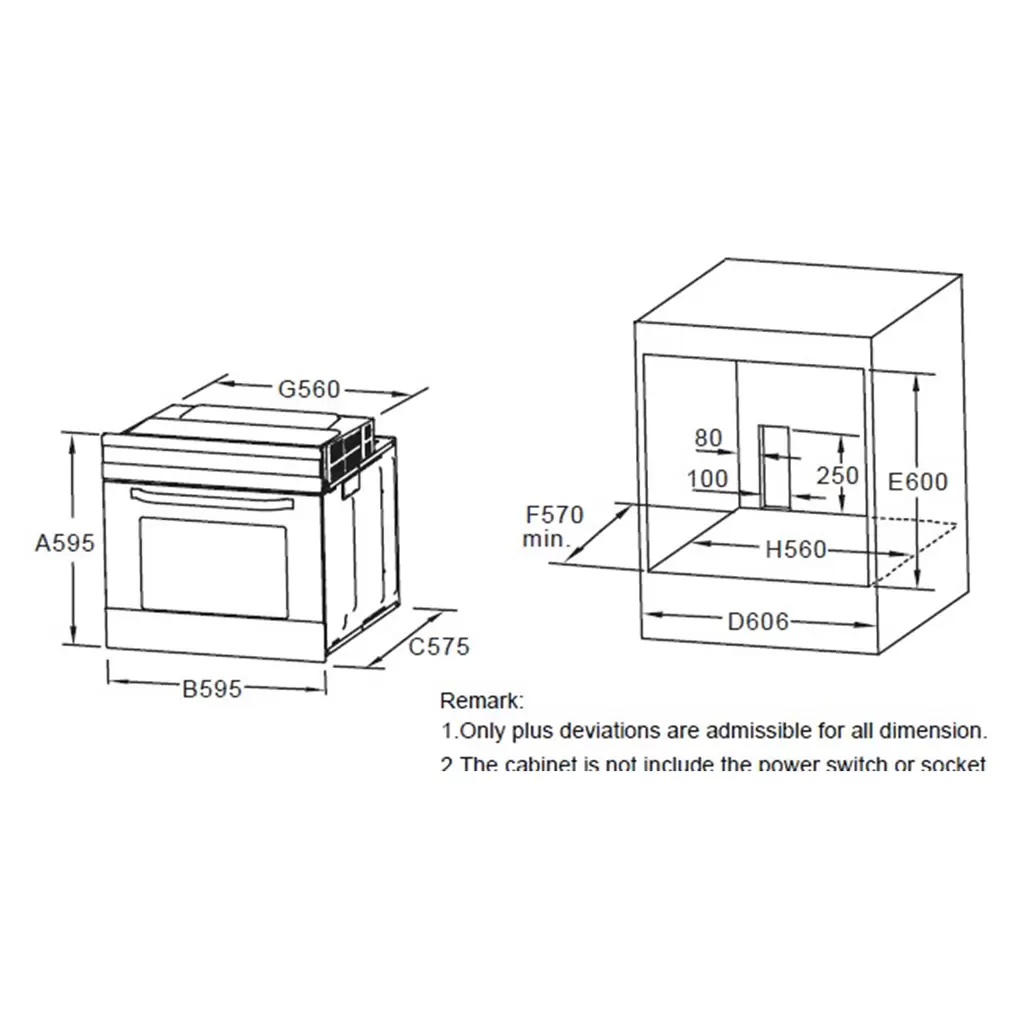 G560
A595
C575
B595
80
100
250
E600
F570
min.
H560
D606
Remark:
1.Only plus deviations are admissible for all dimension.
2 The cabinet is not include the power switch or socket